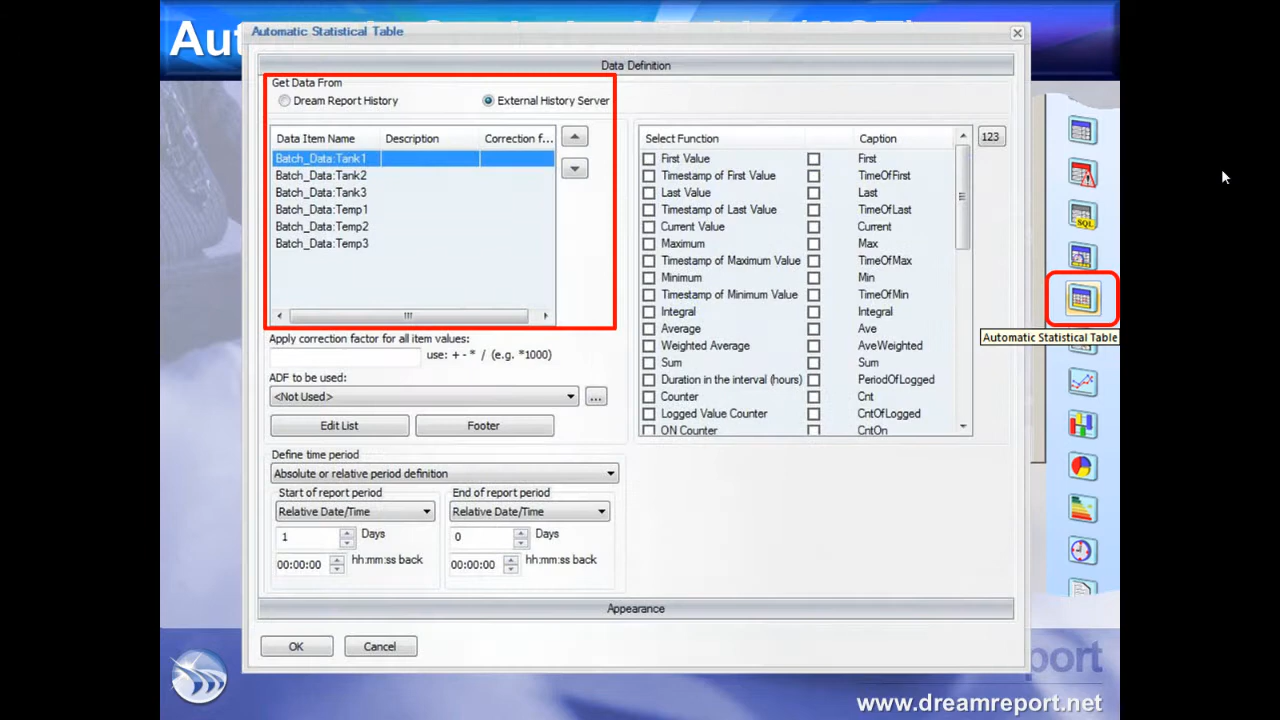 Aut
Automatic Statistical Table
Data Definition
Get Data From
Dream Report History
External History Server
Data Item Name Description Correction f...
Batch_Data:Tank1
Batch_Data:Tank2
Batch_Data:Tank3
Batch_Data:Temp1
Batch_Data:Temp2
Batch_Data:Temp3
Select Function Caption
123
First Value First
Timestamp of First Value TimeOfFirst
Last Value Last
Timestamp of Last Value TimeOfLast
Current Value Current
Maximum Max
Timestamp of Maximum Value TimeOfMax
Minimum Min
Timestamp of Minimum Value TimeOfMin
Integral Integral
Average Ave
Weighted Average AveWeighted
Sum Sum
Duration in the interval (hours) PeriodOfLogged
Counter Cnt
Logged Value Counter CntOfLogged
ON Counter CntOn
Apply correction factor for all item values:
use: + - * / (e.g. *1000)
ADF to be used:
<Not Used>
...
Edit List
Footer
Define time period
Absolute or relative period definition
Start of report period
Relative Date/Time
1 Days
00:00:00 hh:mm:ss back
End of report period
Relative Date/Time
0 Days
00:00:00 hh:mm:ss back
Appearance
OK
Cancel
SQL
Automatic Statistical Table
port
www.dreamreport.net